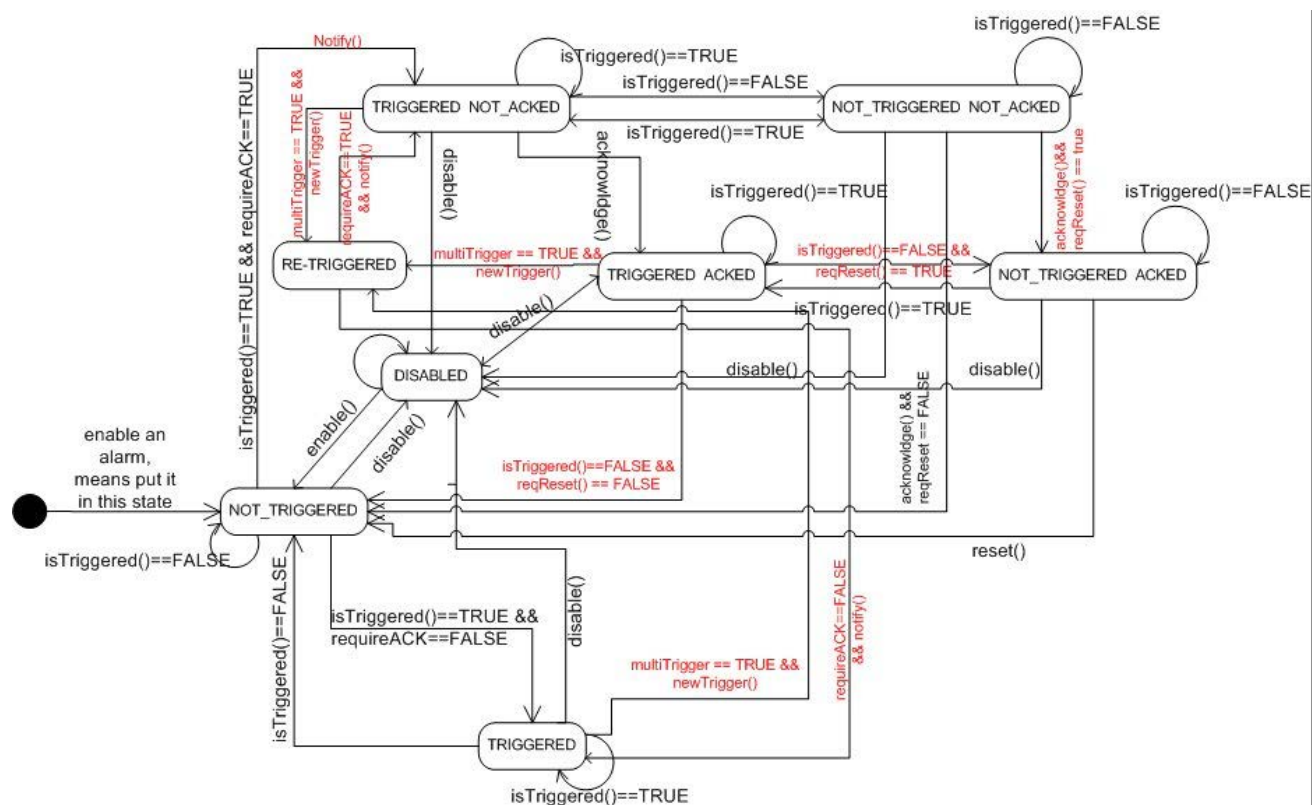 isTriggered()==FALSE
Notify()
isTriggered()==TRUE
isTriggered()==FALSE
TRIGGERED NOT_ACKED
NOT_TRIGGERED NOT_ACKED
isTriggered()==TRUE
isTriggered()==TRUE && requireACK==TRUE
multiTrigger == TRUE &&
newTrigger()
requireACK==TRUE
&& notify()
disable()
acknowldge()
acknowldge()&&
reqReset() == true
isTriggered()==TRUE
isTriggered()==FALSE
RE-TRIGGERED
multiTrigger == TRUE &&
newTrigger()
TRIGGERED ACKED
isTriggered()==FALSE &&
reqReset() == TRUE
NOT_TRIGGERED ACKED
isTriggered()==TRUE
disable()
DISABLED
disable()
disable()
enable()
disable()
acknowldge() &&
reqReset == FALSE
enable an
alarm,
means put it
in this state
isTriggered()==FALSE &&
reqReset() == FALSE
NOT_TRIGGERED
isTriggered()==FALSE
reset()
isTriggered()==FALSE
isTriggered()==TRUE &&
requireACK==FALSE
disable()
multiTrigger == TRUE &&
newTrigger()
requireACK==FALSE
&& notify()
TRIGGERED
isTriggered()==TRUE